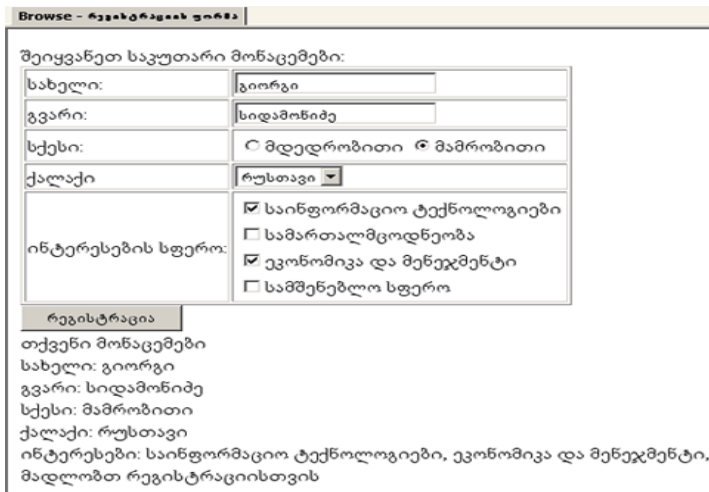 Browse - რეგისტრაციის ფორმა
შეიყვანეთ საკუთარი მონაცემები:
სახელი: გიორგი
გვარი: სიდამონიძე
სქესი: მდედრობითი მამრობითი
ქალაქი რუსთავი
ინტერესების სფერო: საინფორმაციო ტექნოლოგიები
სამართალმცოდნეობა
ეკონომიკა და მენეჯმენტი
სამშენებლო სფერო
რეგისტრაცია
თქვენი მონაცემები
სახელი: გიორგი
გვარი: სიდამონიძე
სქესი: მამრობითი
ქალაქი: რუსთავი
ინტერესები: საინფორმაციო ტექნოლოგიები, ეკონომიკა და მენეჯმენტი,
მადლობთ რეგისტრაციისთვის